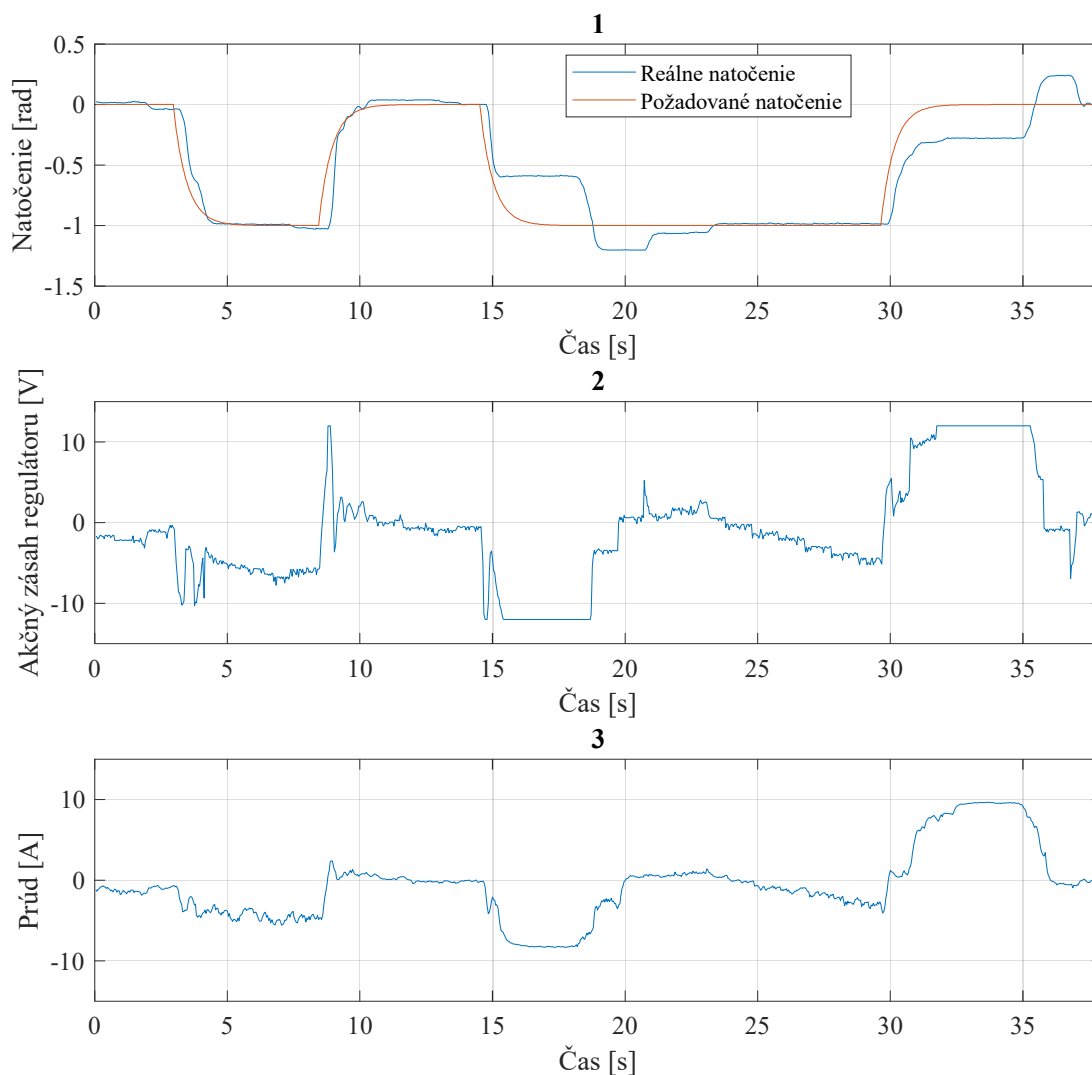 1
0.5
0
-0.5
-1
-1.5
Natočenie [rad]
Reálne natočenie
Požadované natočenie
0 5 10 15 20 25 30 35
Čas [s]
2
10
0
-10
Akčný zásah regulátoru [V]
0 5 10 15 20 25 30 35
Čas [s]
3
10
0
-10
Prúd [A]
0 5 10 15 20 25 30 35
Čas [s]